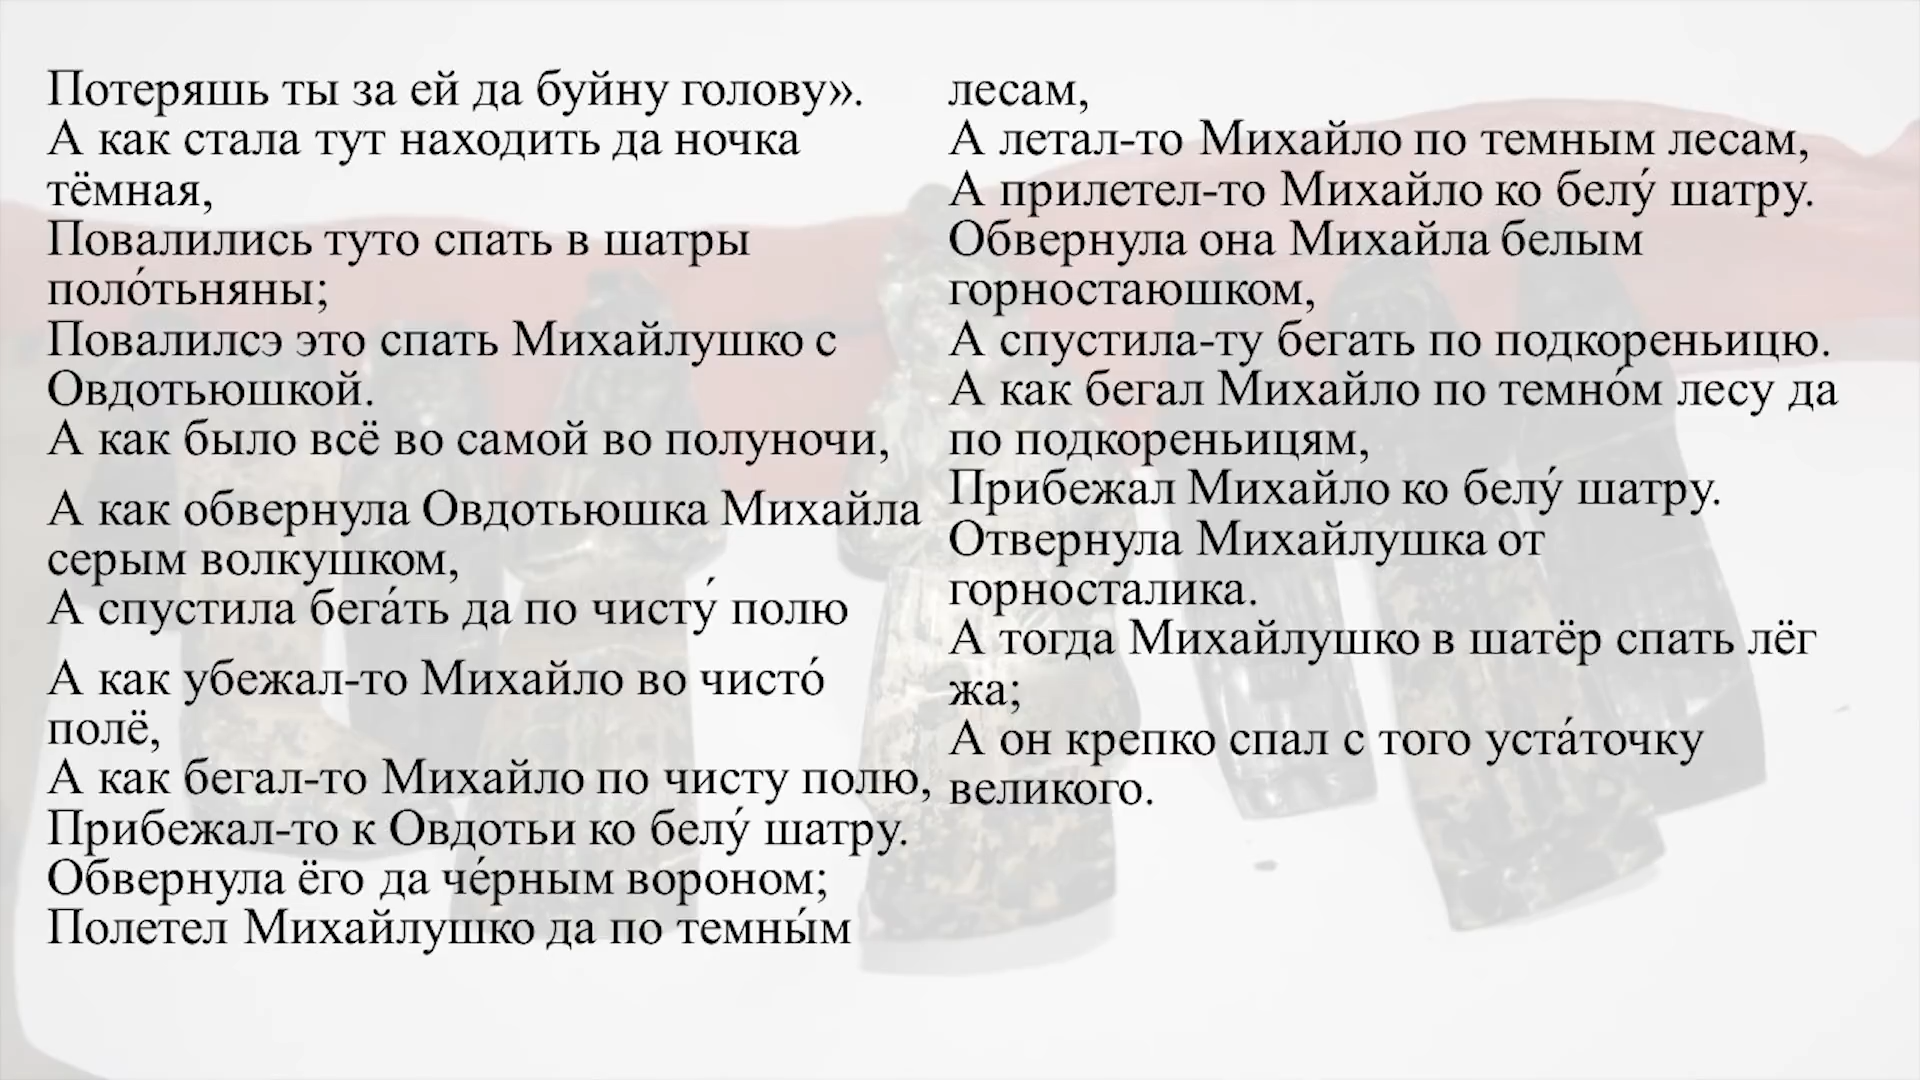 Потеряшь ты за ей да буйну голову».
А как стала тут находить да ночка
тёмная,
Повалились туто спать в шатры
поло́тьняны;
Повалилсэ это спать Михайлушко с
Овдотьюшкой.
А как было всё во самой во полуночи,
А как обвернула Овдотьюшка Михайла
серым волкушком,
А спустила бега́ть да по чисту́ полю
А как убежал-то Михайло во чисто́
полё,
А как бегал-то Михайло по чисту полю,
Прибежал-то к Овдотьи ко белу́ шатру.
Обвернула ёго да че́рным вороном;
Полетел Михайлушко да по темны́м
лесам,
А летал-то Михайло по темным лесам,
А прилетел-то Михайло ко белу́ шатру.
Обвернула она Михайла белым
горностаюшком,
А спустила-ту бегать по подкореньицю.
А как бегал Михайло по темно́м лесу да
по подкореньицям,
Прибежал Михайло ко белу́ шатру.
Отвернула Михайлушка от
горносталика.
А тогда Михайлушко в шатёр спать лёг
жа;
А он крепко спал с того уста́точку
великого.